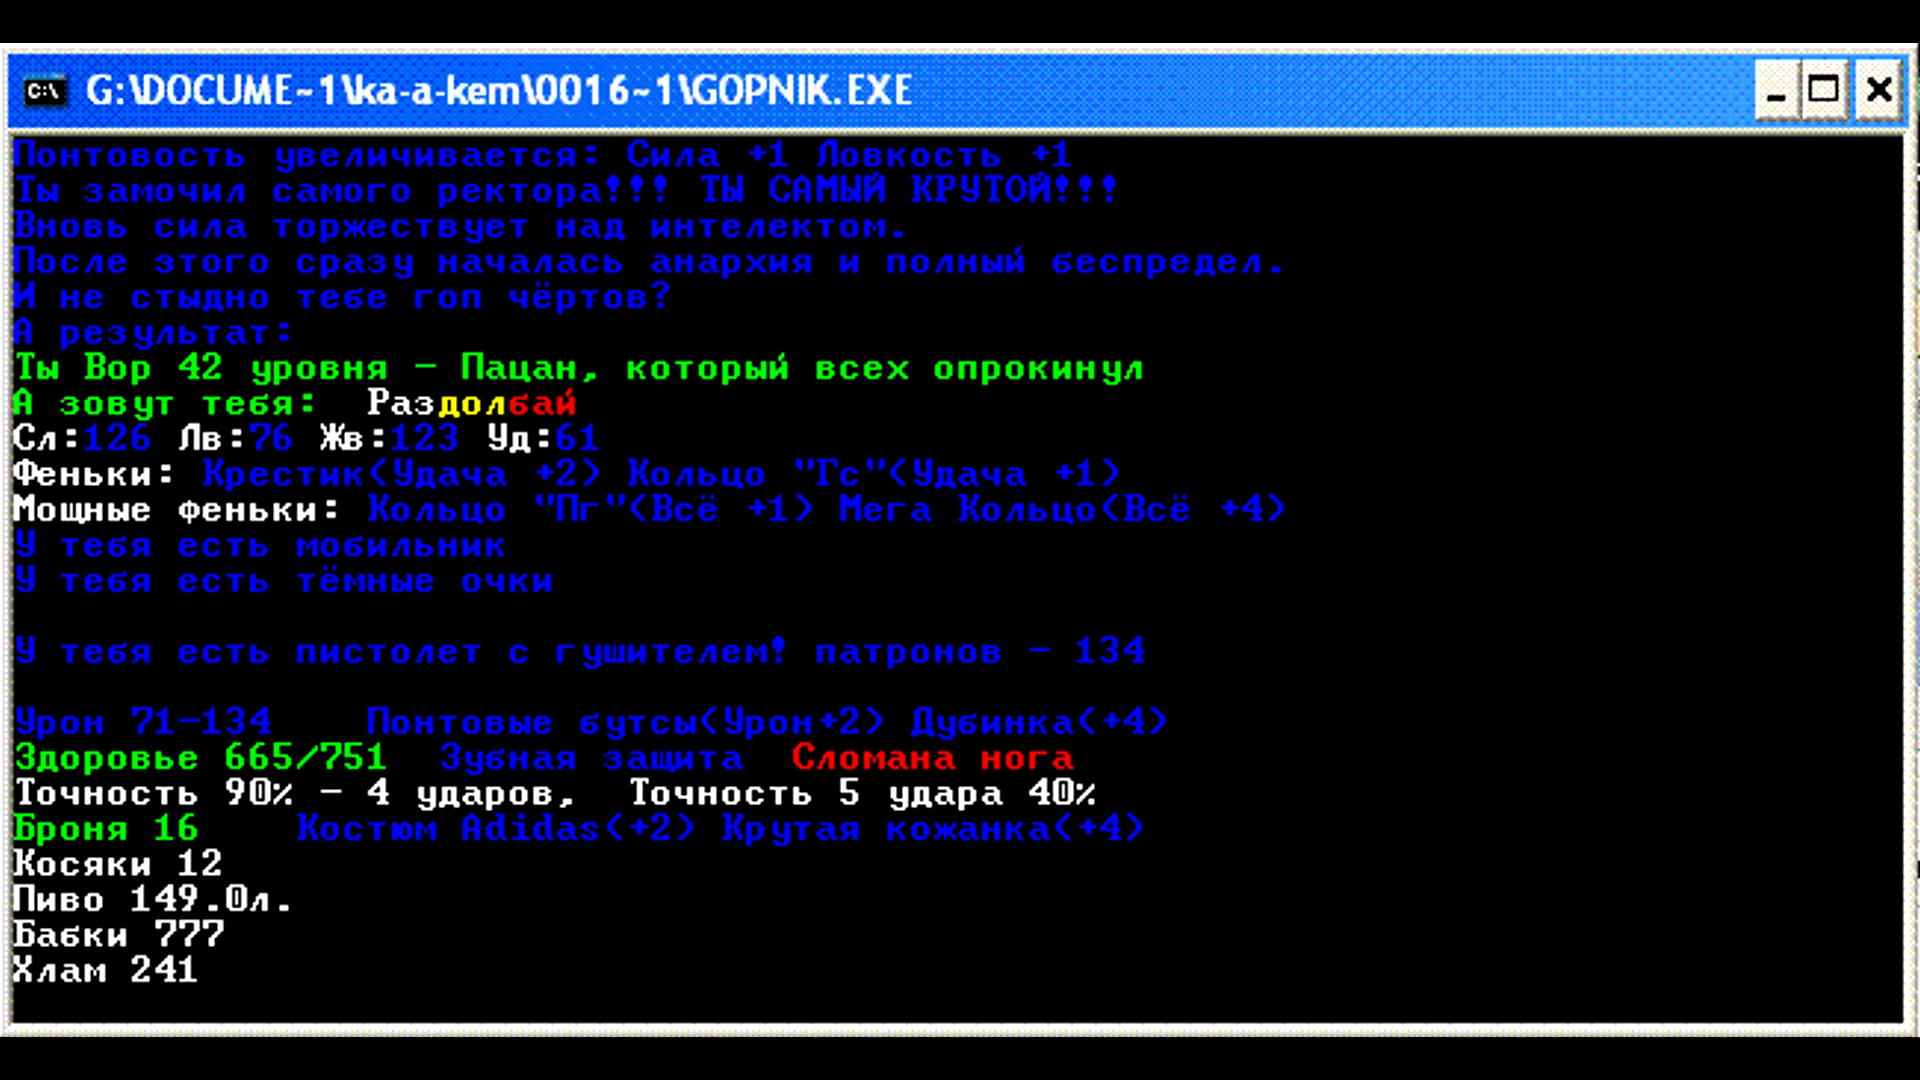 G:\DOCUME~1\ka-a-kem\0016~1\GOPNIK.EXE
Понтовость увеличивается: Сила +1 Ловкость +1
Ты замочил самого ректора!!! ТЫ САМЫЙ КРУТОЙ!!!
Вновь сила торжествует над интелектом.
После этого сразу началась анархия и полный беспредел.
И не стыдно тебе гоп чёртов?
А результат:
Ты Вор 42 уровня - Пацан, который всех опрокинул
А зовут тебя: Раздолбай
Сл:126 Лв:76 Жв:123 Уд:61
Феньки: Крестик(Удача +2) Кольцо "Гс"(Удача +1)
Мощные феньки: Кольцо "Пг"(Всё +1) Мега Кольцо(Всё +4)
У тебя есть мобильник
У тебя есть тёмные очки
У тебя есть пистолет с гушителем! патронов - 134
Урон 71-134 Понтовые бутсы(Урон+2) Дубинка(+4)
Здоровье 665/751 Зубная защита Сломана нога
Точность 90% - 4 ударов, Точность 5 удара 40%
Броня 16 Костюм Adidas(+2) Крутая кожанка(+4)
Косяки 12
Пиво 149.0л.
Бабки 777
Хлам 241